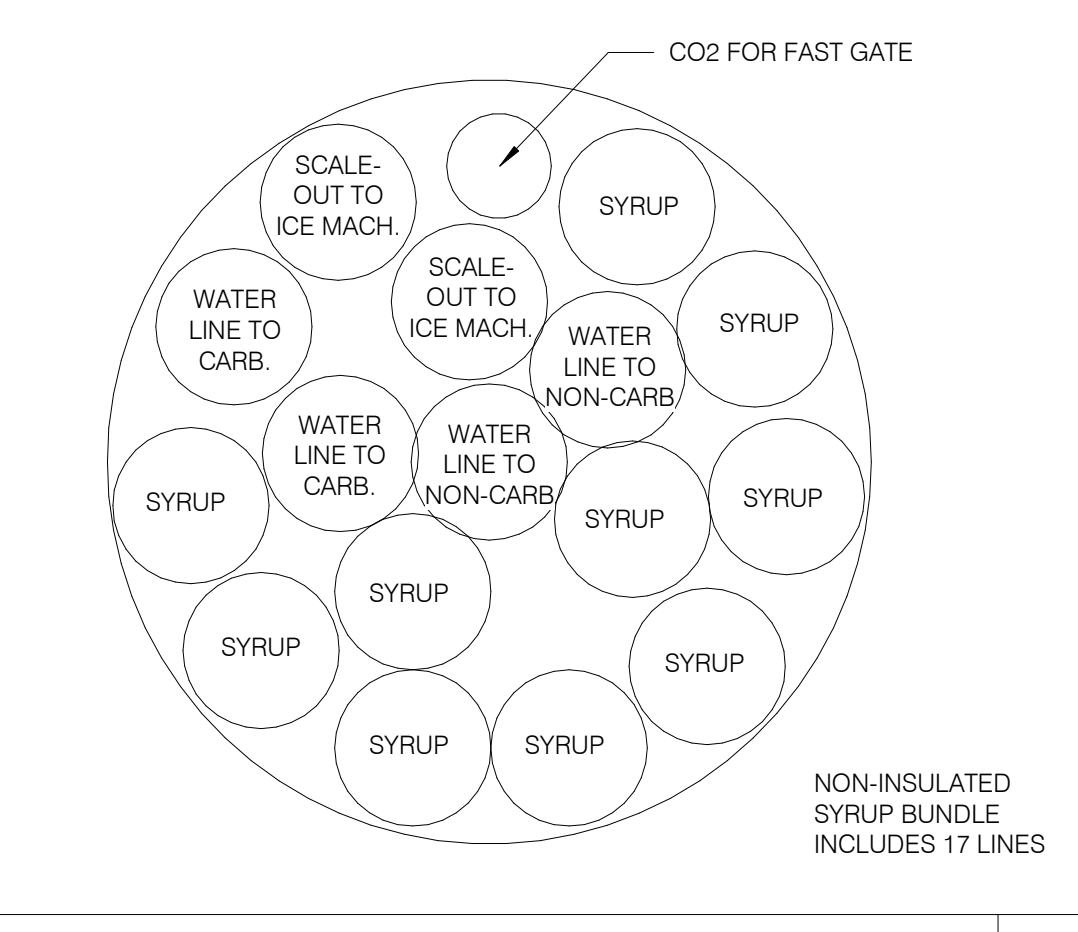 CO2 FOR FAST GATE
SCALE-
OUT TO
ICE MACH.
SYRUP
SCALE-
OUT TO
ICE MACH.
WATER
LINE TO
CARB.
SYRUP
WATER
LINE TO
NON-CARB
WATER
LINE TO
CARB.
WATER
LINE TO
NON-CARB
SYRUP
SYRUP
SYRUP
SYRUP
SYRUP
SYRUP
SYRUP
SYRUP
NON-INSULATED
SYRUP BUNDLE
INCLUDES 17 LINES